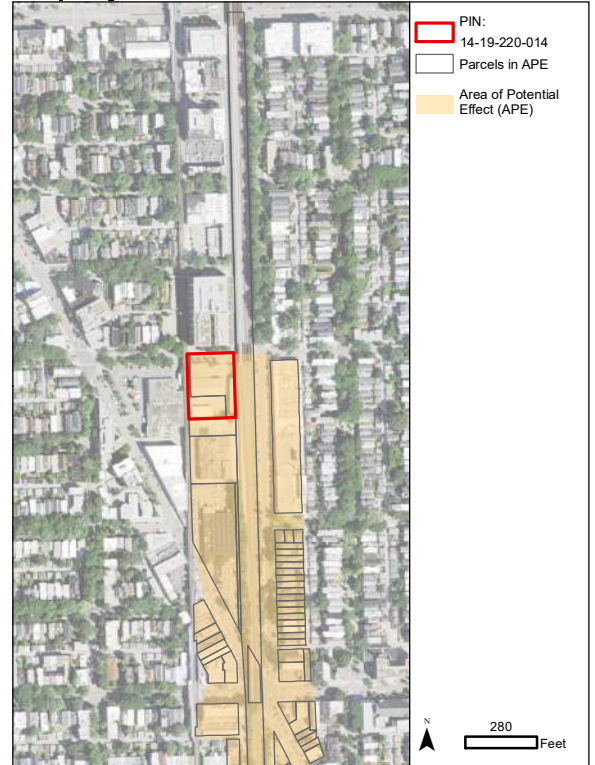 PIN:
14-19-220-014
Parcels in APE
Area of Potential
Effect (APE)
N
280
Feet